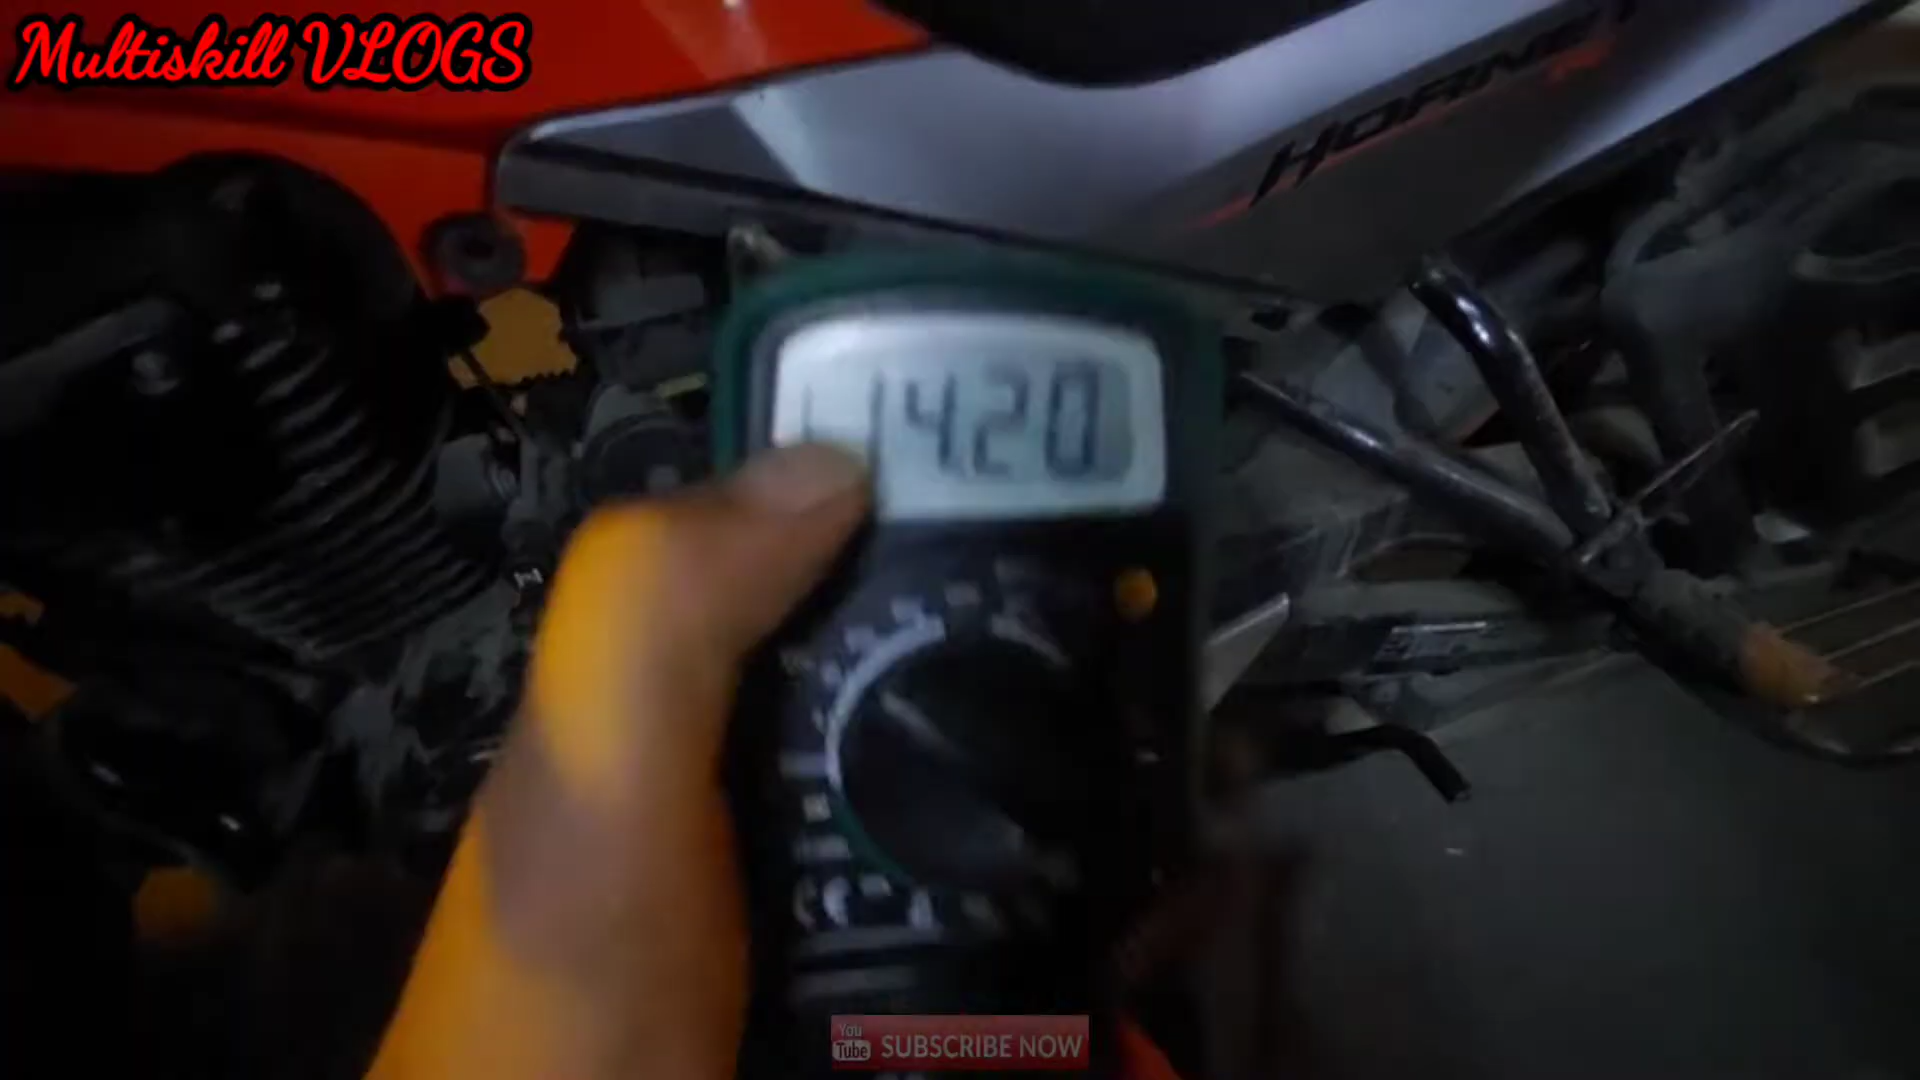 Multiskill VLOGS
HORNET
14.20
You
Tube
SUBSCRIBE NOW